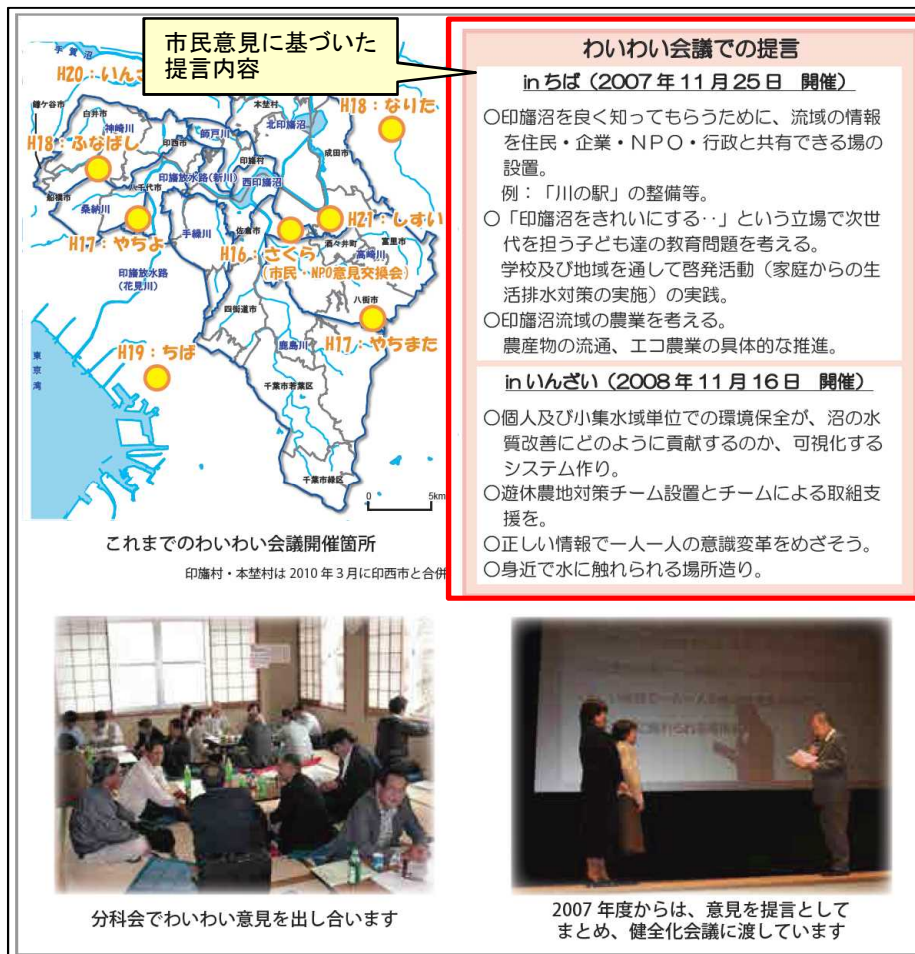 市民意見に基づいた
提言内容
手賀沼
H20：いんざ
鎌ケ谷市
白井市
神崎川
本埜村
H18：なりた
北印旛沼
師戸川
印西市
印旛村
成田市
H18：ふなばし
船橋市
八千代市
印旛放水路(新川)
西印旛沼
桑納川
H21：しすい
手繰川
佐倉市
酒々井町
富里市
H17：やちよ
H16：さくら
高崎川
(市民・NPO意見交換会)
印旛放水路
(花見川)
八街市
四街道市
鹿島川
H17：やちまた
東京湾
H19：ちば
千葉市若葉区
千葉市緑区
0 5km
これまでのわいわい会議開催箇所
印旛村・本埜村は2010年3月に印西市と合併
わいわい会議での提言
in ちば（2007年11月25日　開催）
○印旛沼を良く知ってもらうために、流域の情報
を住民・企業・ＮＰＯ・行政と共有できる場の
設置。
例：「川の駅」の整備等。
○「印旛沼をきれいにする‥」という立場で次世
代を担う子ども達の教育問題を考える。
学校及び地域を通して啓発活動（家庭からの生
活排水対策の実施）の実践。
○印旛沼流域の農業を考える。
農産物の流通、エコ農業の具体的な推進。
in いんざい（2008年11月16日　開催）
○個人及び小集水域単位での環境保全が、沼の水
質改善にどのように貢献するのか、可視化する
システム作り。
○遊休農地対策チーム設置とチームによる取組支
援を。
○正しい情報で一人一人の意識変革をめざそう。
○身近で水に触れられる場所造り。
分科会でわいわい意見を出し合います
2007年度からは、意見を提言として
まとめ、健全化会議に渡しています